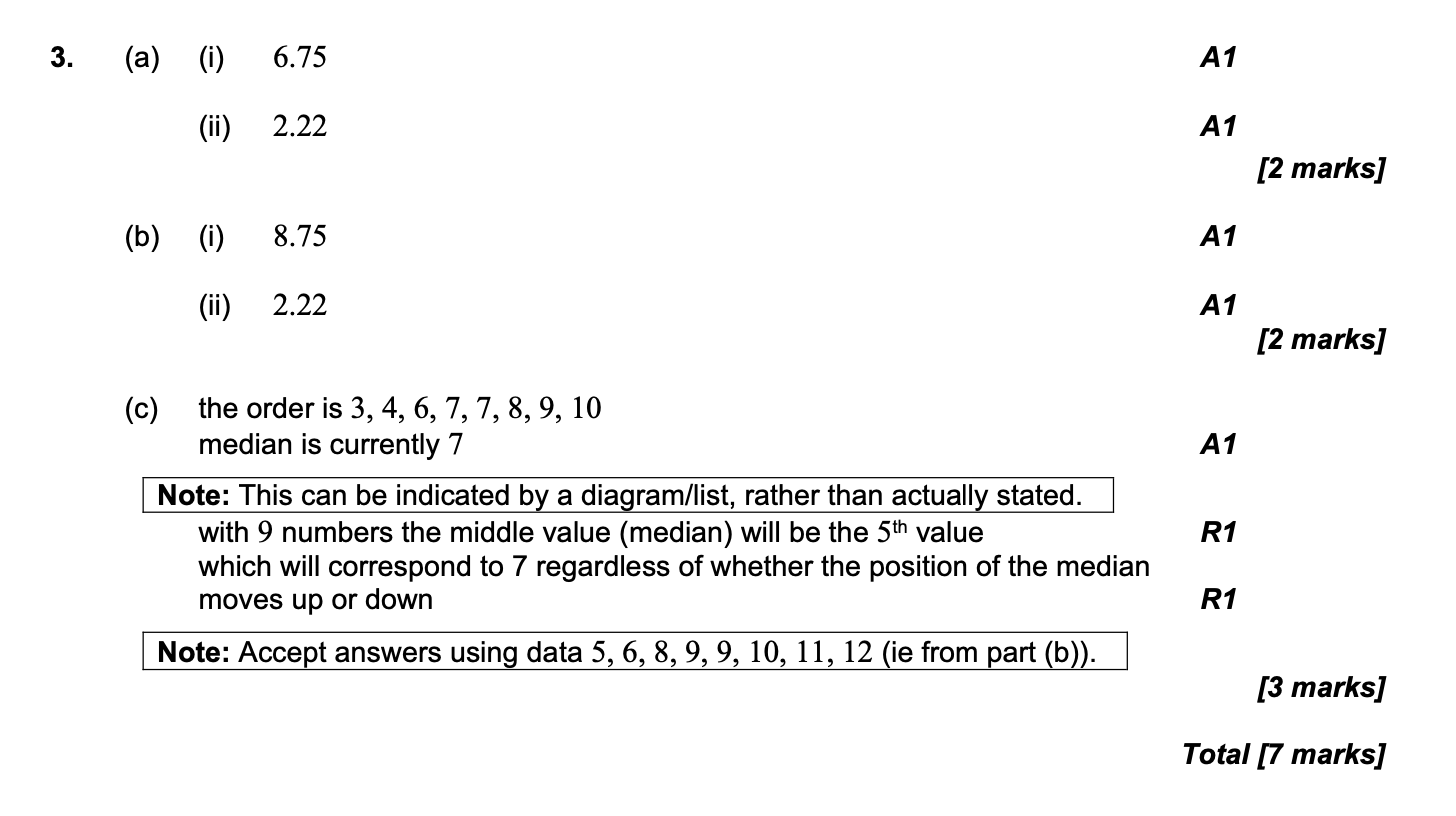 3. (a) (i) 6.75 A1
(ii) 2.22 A1
[2 marks]
(b) (i) 8.75 A1
(ii) 2.22 A1
[2 marks]
(c) the order is 3, 4, 6, 7, 7, 8, 9, 10
median is currently 7 A1
Note: This can be indicated by a diagram/list, rather than actually stated.
with 9 numbers the middle value (median) will be the 5th value R1
which will correspond to 7 regardless of whether the position of the median
moves up or down R1
Note: Accept answers using data 5, 6, 8, 9, 9, 10, 11, 12 (ie from part (b)).
[3 marks]
Total [7 marks]